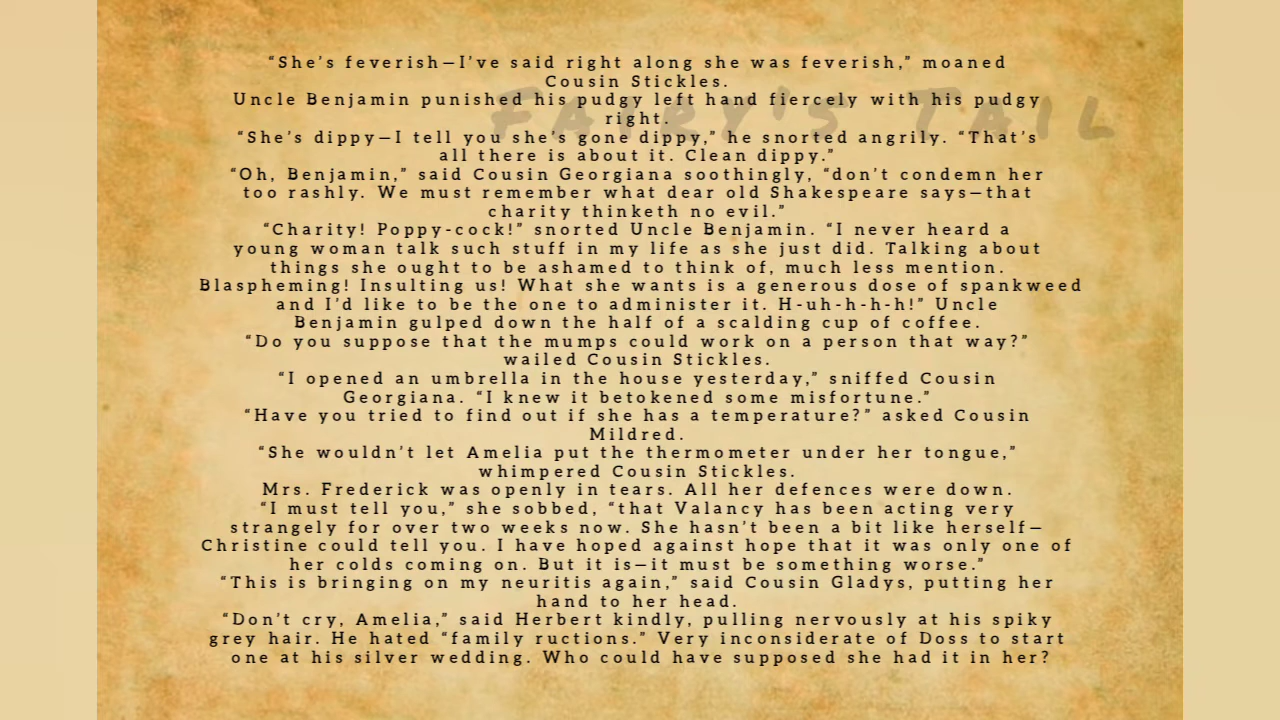 “She’s feverish—I’ve said right along she was feverish,” moaned
Cousin Stickles.
Uncle Benjamin punished his pudgy left hand fiercely with his pudgy
right.
FAIRY'S TAIL
“She’s dippy—I tell you she’s gone dippy,” he snorted angrily. “That’s
all there is about it. Clean dippy.”
“Oh, Benjamin,” said Cousin Georgiana soothingly, “don’t condemn her
too rashly. We must remember what dear old Shakespeare says—that
charity thinketh no evil.”
“Charity! Poppy-cock!” snorted Uncle Benjamin. “I never heard a
young woman talk such stuff in my life as she just did. Talking about
things she ought to be ashamed to think of, much less mention.
Blaspheming! Insulting us! What she wants is a generous dose of spankweed
and I’d like to be the one to administer it. H-uh-h-h-h!” Uncle
Benjamin gulped down the half of a scalding cup of coffee.
“Do you suppose that the mumps could work on a person that way?”
wailed Cousin Stickles.
“I opened an umbrella in the house yesterday,” sniffed Cousin
Georgiana. “I knew it betokened some misfortune.”
“Have you tried to find out if she has a temperature?” asked Cousin
Mildred.
“She wouldn’t let Amelia put the thermometer under her tongue,”
whimpered Cousin Stickles.
Mrs. Frederick was openly in tears. All her defences were down.
“I must tell you,” she sobbed, “that Valancy has been acting very
strangely for over two weeks now. She hasn’t been a bit like herself—
Christine could tell you. I have hoped against hope that it was only one of
her colds coming on. But it is—it must be something worse.”
“This is bringing on my neuritis again,” said Cousin Gladys, putting her
hand to her head.
“Don’t cry, Amelia,” said Herbert kindly, pulling nervously at his spiky
grey hair. He hated “family ructions.” Very inconsiderate of Doss to start
one at his silver wedding. Who could have supposed she had it in her?